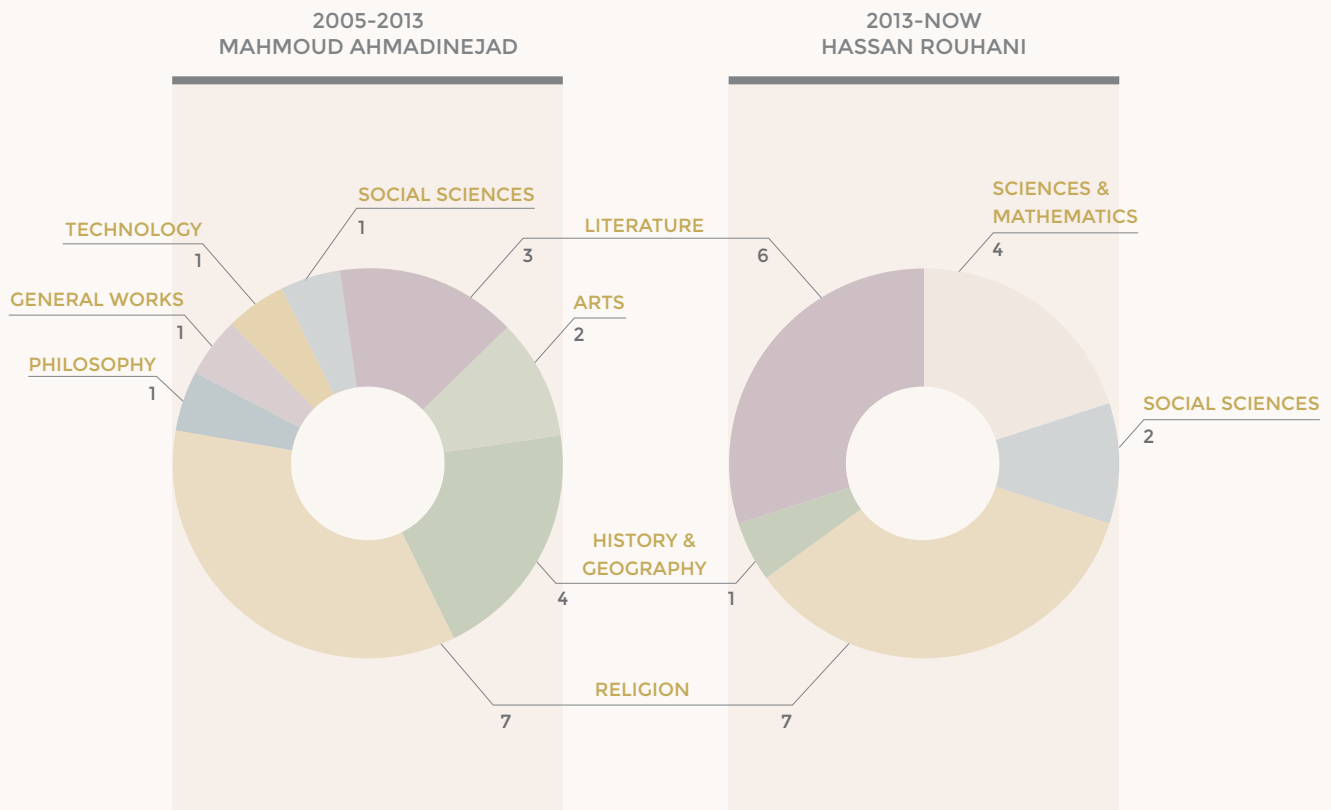 2005-2013
MAHMOUD AHMADINEJAD
2013-NOW
HASSAN ROUHANI
SOCIAL SCIENCES
1
TECHNOLOGY
1
GENERAL WORKS
1
PHILOSOPHY
1
LITERATURE
3
6
ARTS
2
SCIENCES &
MATHEMATICS
4
SOCIAL SCIENCES
2
HISTORY &
GEOGRAPHY
4
1
RELIGION
7
7